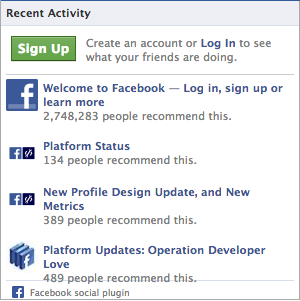 Recent Activity
Sign Up
Create an account or Log In to see
what your friends are doing.
Welcome to Facebook — Log in, sign up or
learn more
2,748,283 people recommend this.
Platform Status
134 people recommend this.
New Profile Design Update, and New
Metrics
389 people recommend this.
Platform Updates: Operation Developer
Love
489 people recommend this.
Facebook social plugin